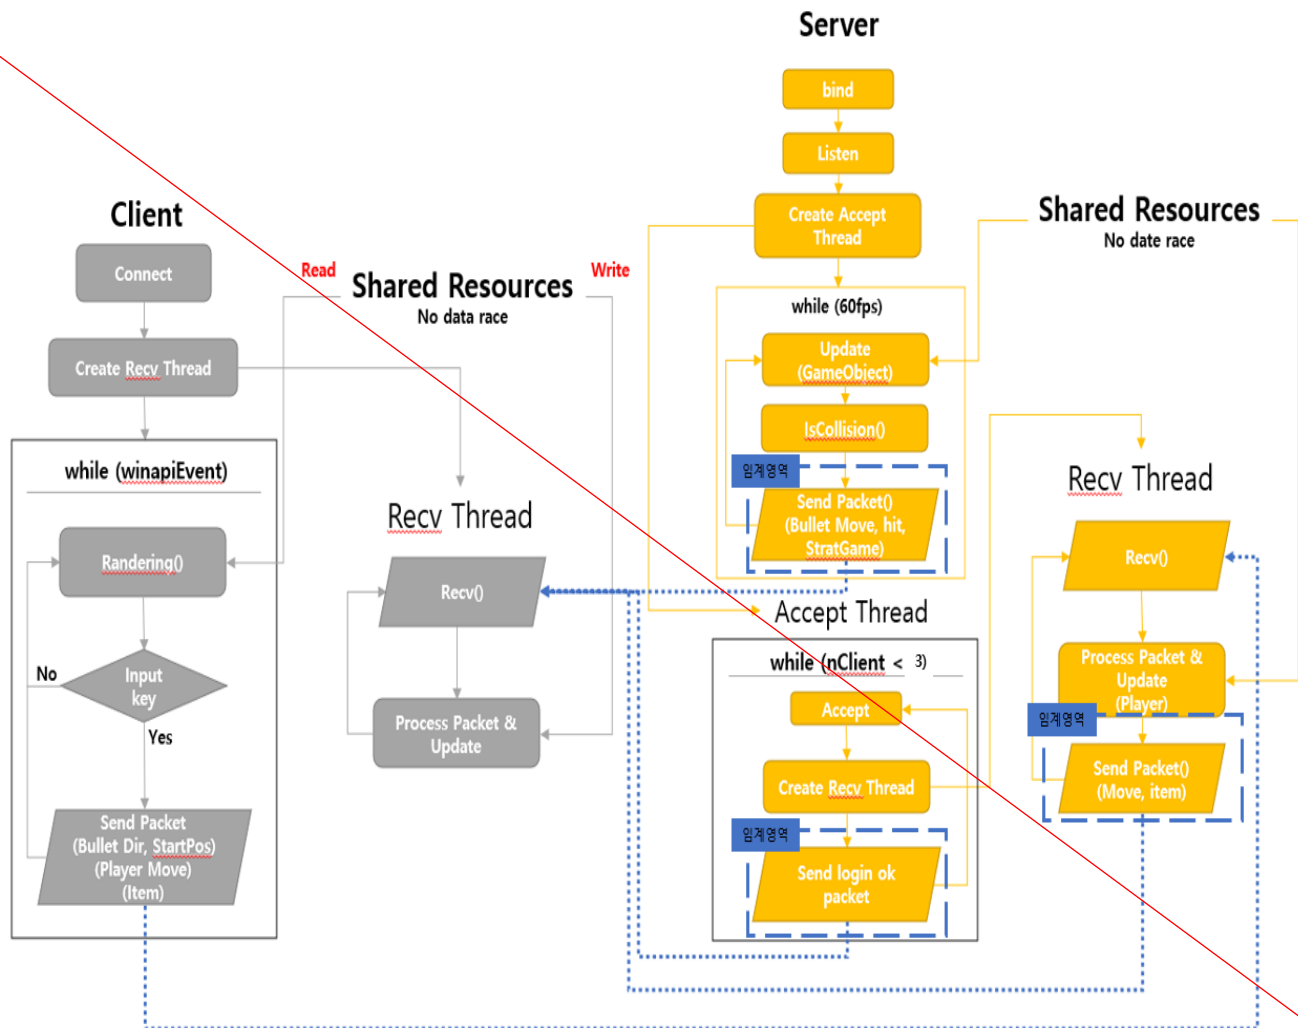 Server
bind
Listen
Create Accept
Thread
Shared Resources
No date race
while (60fps)
Update
(GameObject)
IsCollision()
임계영역
Send Packet()
(Bullet Move, hit,
StratGame)
Client
Connect
Create Recv Thread
Read
Write
Shared Resources
No data race
while (winapiEvent)
Randering()
Input
key
No
Yes
Send Packet
(Bullet Dir, StartPos)
(Player Move)
(Item)
Recv Thread
Recv()
Process Packet &
Update
Accept Thread
while (nClient < 3)
Accept
Create Recv Thread
임계영역
Send login ok
packet
Recv Thread
Recv()
Process Packet &
Update
(Player)
임계영역
Send Packet()
(Move, item)